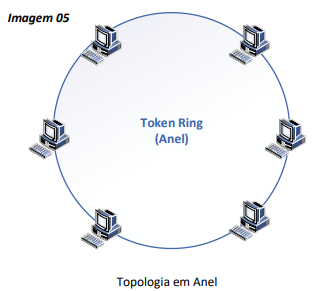 Imagem 05
Token Ring
(Anel)
Topologia em Anel